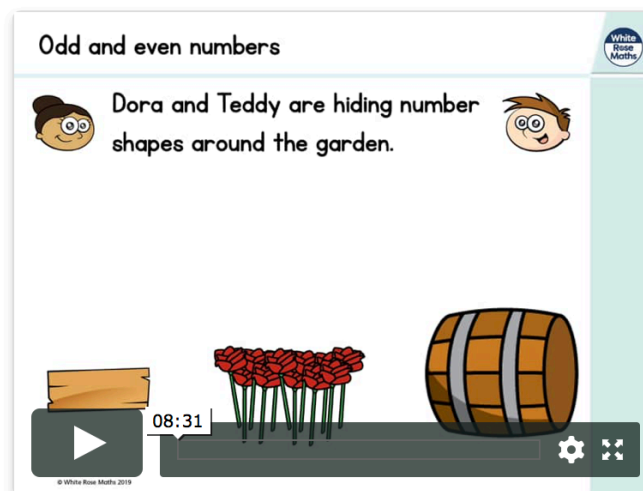 Odd and even numbers
White
Rose
Maths
Dora and Teddy are hiding number
shapes around the garden.
08:31
© White Rose Maths 2019